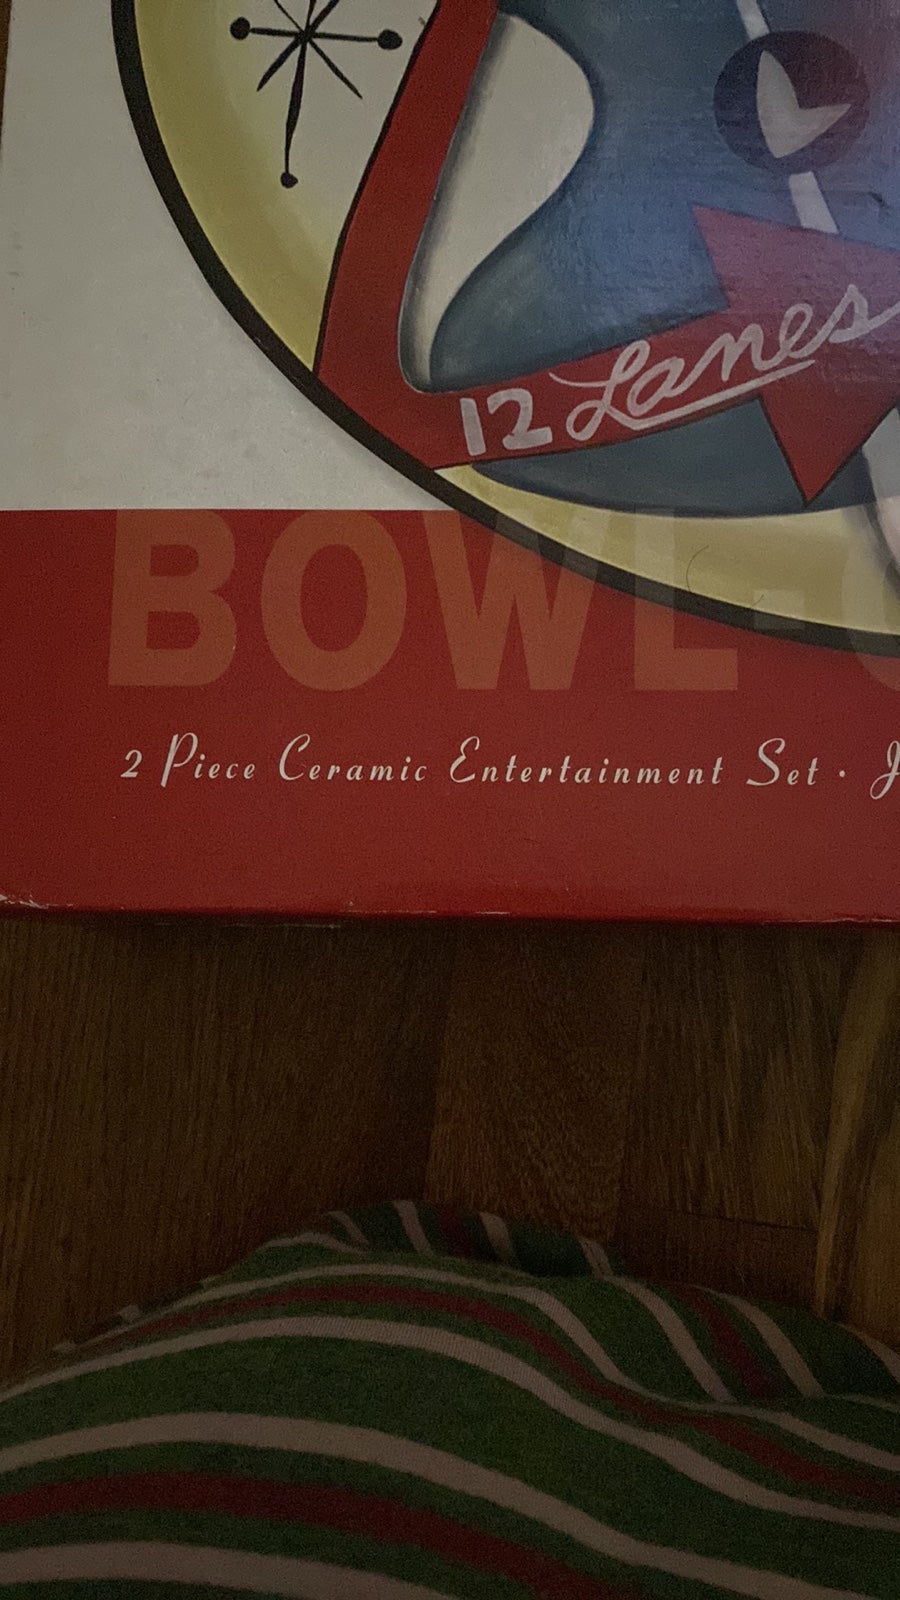 12 Lanes
BOWL-
2 Piece Ceramic Entertainment Set ·